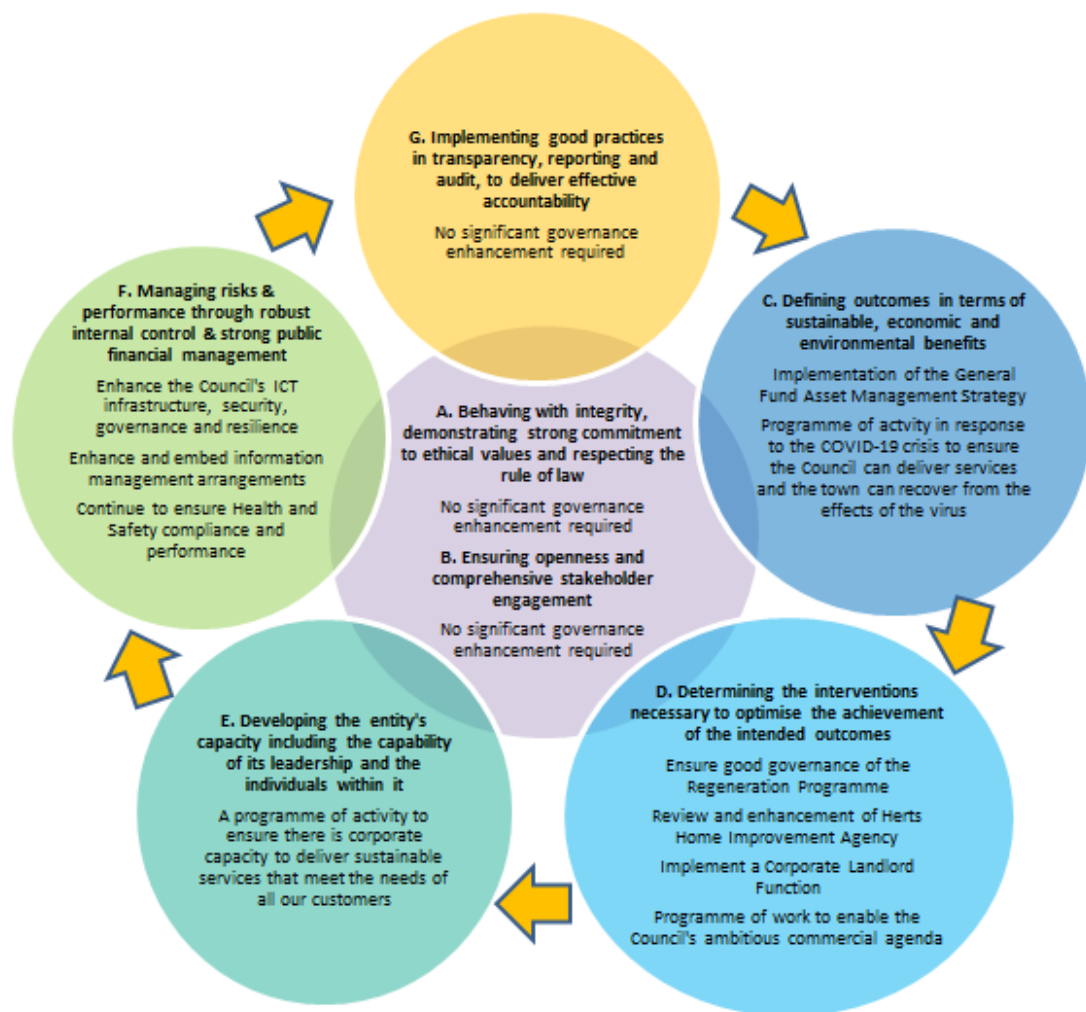 G. Implementing good practices
in transparency, reporting and
audit, to deliver effective
accountability
No significant governance
enhancement required
F. Managing risks &
performance through robust
internal control & strong public
financial management
Enhance the Council's ICT
infrastructure, security,
governance and resilience
Enhance and embed information
management arrangements
Continue to ensure Health and
Safety compliance and
performance
C. Defining outcomes in terms of
sustainable, economic and
environmental benefits
Implementation of the General
Fund Asset Management Strategy
Programme of actvity in response
to the COVID-19 crisis to ensure
the Council can deliver services
and the town can recover from the
effects of the virus
A. Behaving with integrity,
demonstrating strong commitment
to ethical values and respecting the
rule of law
No significant governance
enhancement required
B. Ensuring openness and
comprehensive stakeholder
engagement
No significant governance
enhancement required
E. Developing the entity's
capacity including the capability
of its leadership and the
individuals within it
A programme of activity to
ensure there is corporate
capacity to deliver sustainable
services that meet the needs of
all our customers
D. Determining the interventions
necessary to optimise the achievement
of the intended outcomes
Ensure good governance of the
Regeneration Programme
Review and enhancement of Herts
Home Improvement Agency
Implement a Corporate Landlord
Function
Programme of work to enable the
Council's ambitious commercial agenda